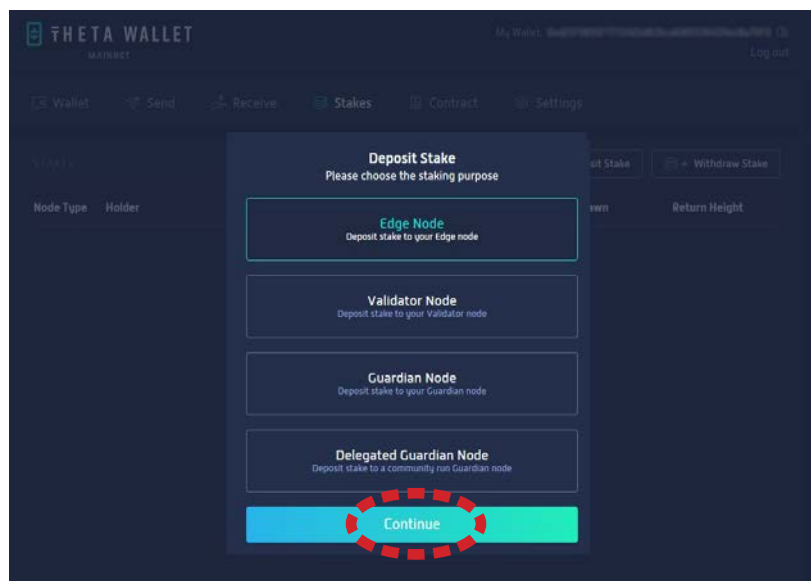 THETA WALLET
MAINNET
My Wallet:
Log out
Wallet Send Receive Stakes Contract Settings
STAKES
sit Stake
Withdraw Stake
Node Type Holder
awn
Return Height
Deposit Stake
Please choose the staking purpose
Edge Node
Deposit stake to your Edge node
Validator Node
Deposit stake to your Validator node
Guardian Node
Deposit stake to your Guardian node
Delegated Guardian Node
Deposit stake to a community run Guardian node
Continue